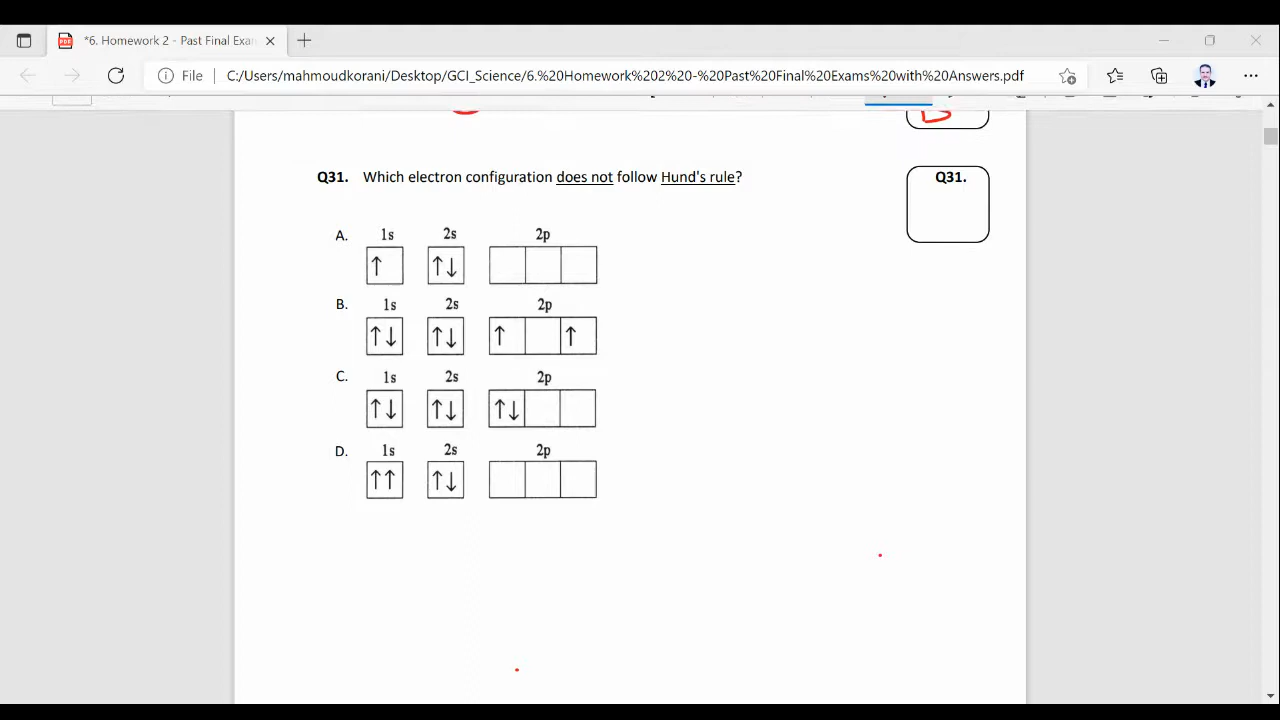 *6. Homework 2 - Past Final Exa
File C:/Users/mahmoudkorani/Desktop/GCI_Science/6.%20Homework%202%20-%20Past%20Final%20Exams%20with%20Answers.pdf
B
Q31. Which electron configuration does not follow Hund's rule? Q31.
A. 1s 2s 2p
↑ ↑↓
B. 1s 2s 2p
↑↓ ↑↓ ↑ ↑
C. 1s 2s 2p
↑↓ ↑↓ ↑↓
D. 1s 2s 2p
↑↑ ↑↓